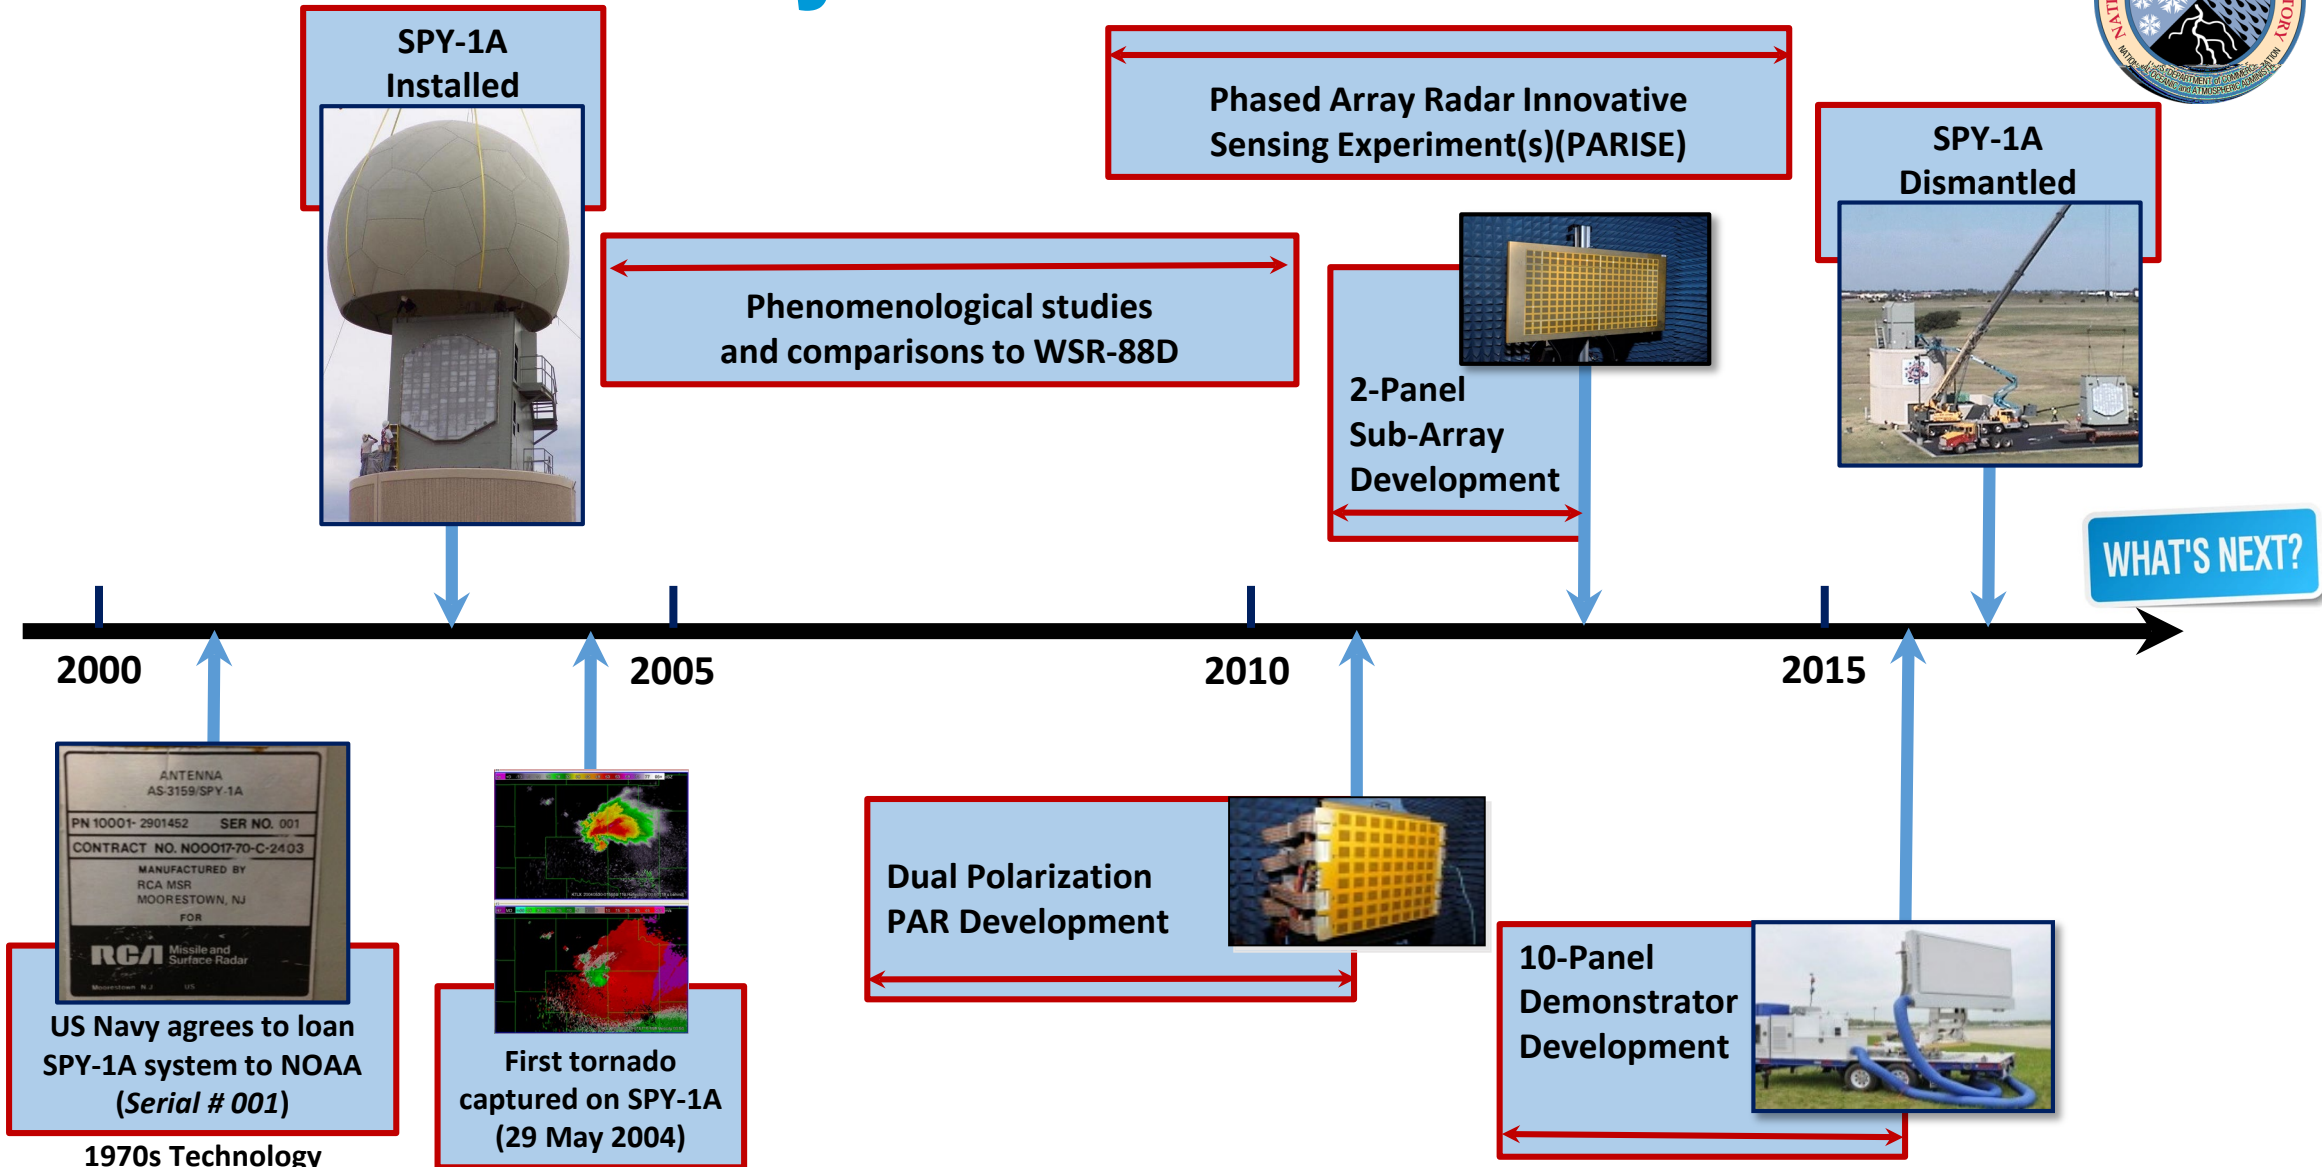 SPY-1A
Installed
Phased Array Radar Innovative
Sensing Experiment(s)(PARISE)
SPY-1A
Dismantled
Phenomenological studies
and comparisons to WSR-88D
2-Panel
Sub-Array
Development
WHAT'S NEXT?
2000
2005
2010
2015
ANTENNA
AS-3159/SPY-1A
PN 10001-2901452 SER NO. 001
CONTRACT NO. N00017-70-C-2403
MANUFACTURED BY
RCA MSR
MOORESTOWN, NJ
FOR
RCA Missile and
Surface Radar
Moorestown N.J. US
US Navy agrees to loan
SPY-1A system to NOAA
(Serial # 001)
1970s Technology
First tornado
captured on SPY-1A
(29 May 2004)
Dual Polarization
PAR Development
10-Panel
Demonstrator
Development